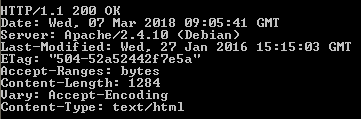 HTTP/1.1 200 OK
Date: Wed, 07 Mar 2018 09:05:41 GMT
Server: Apache/2.4.10 (Debian)
Last-Modified: Wed, 27 Jan 2016 15:15:03 GMT
ETag: "504-52a52442f7e5a"
Accept-Ranges: bytes
Content-Length: 1284
Vary: Accept-Encoding
Content-Type: text/html